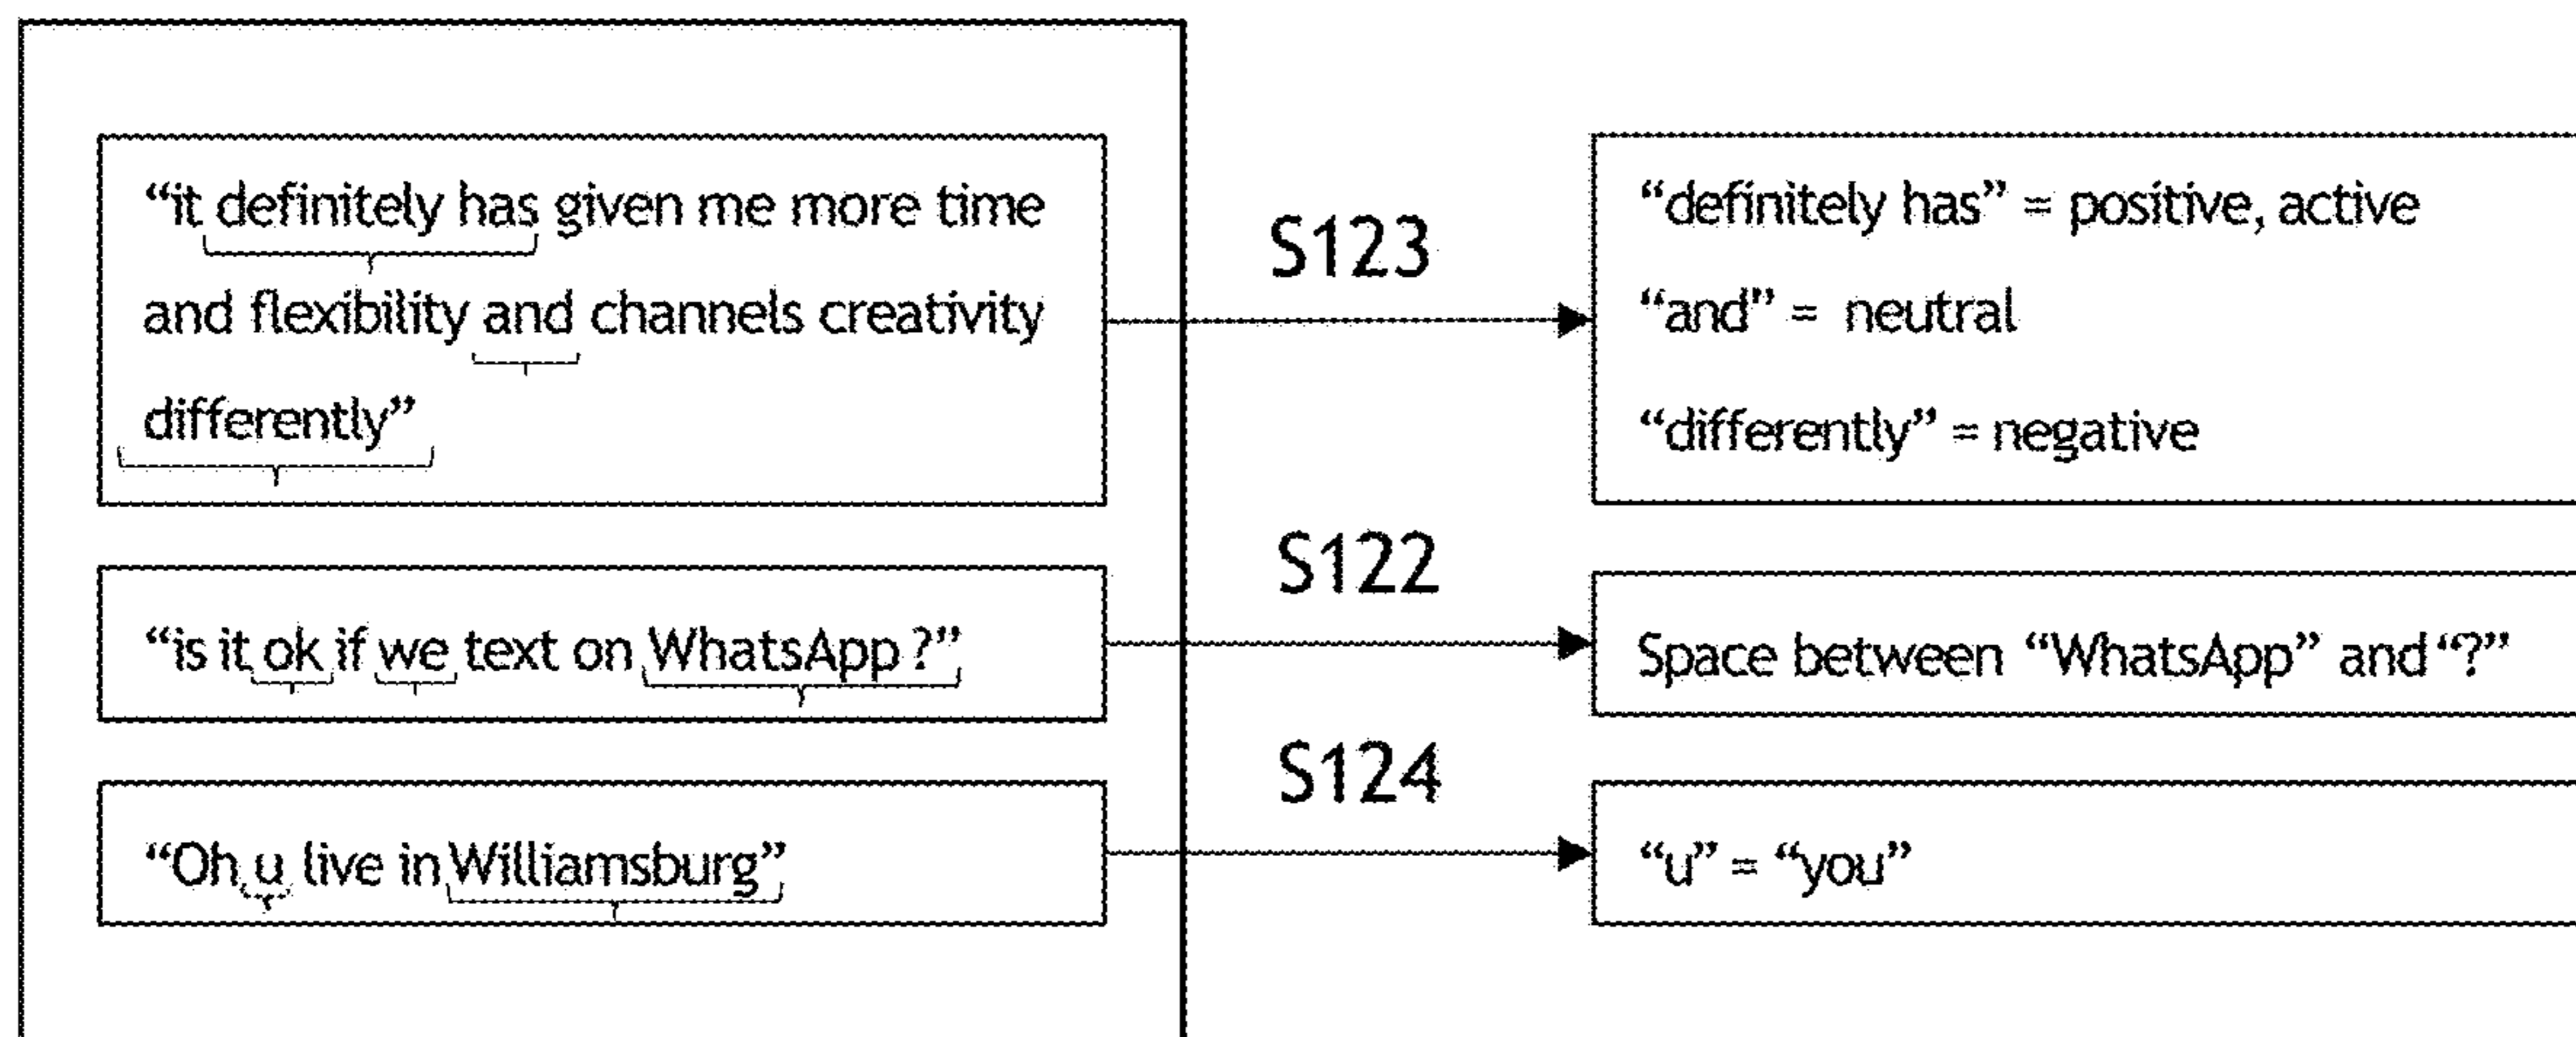 “it definitely has given me more time
and flexibility and channels creativity
differently”
S123
“definitely has” = positive, active
“and” = neutral
“differently” = negative
“is it ok if we text on WhatsApp ?”
S122
Space between “WhatsApp” and “?”
“Oh u live in Williamsburg”
S124
“u” = “you”